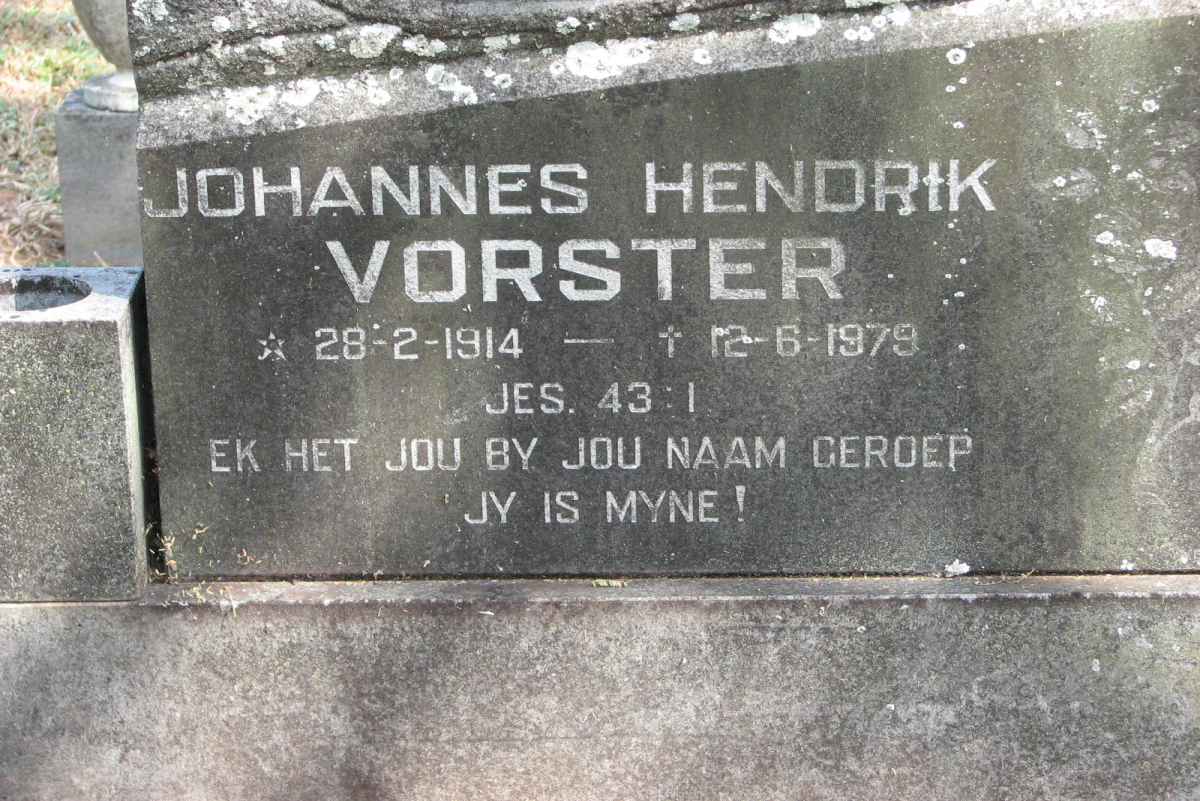 JOHANNES HENDRIK
VORSTER
☆ 28-2-1914 — † 12-6-1979
JES. 43:1
EK HET JOU BY JOU NAAM GEROEP
JY IS MYNE!